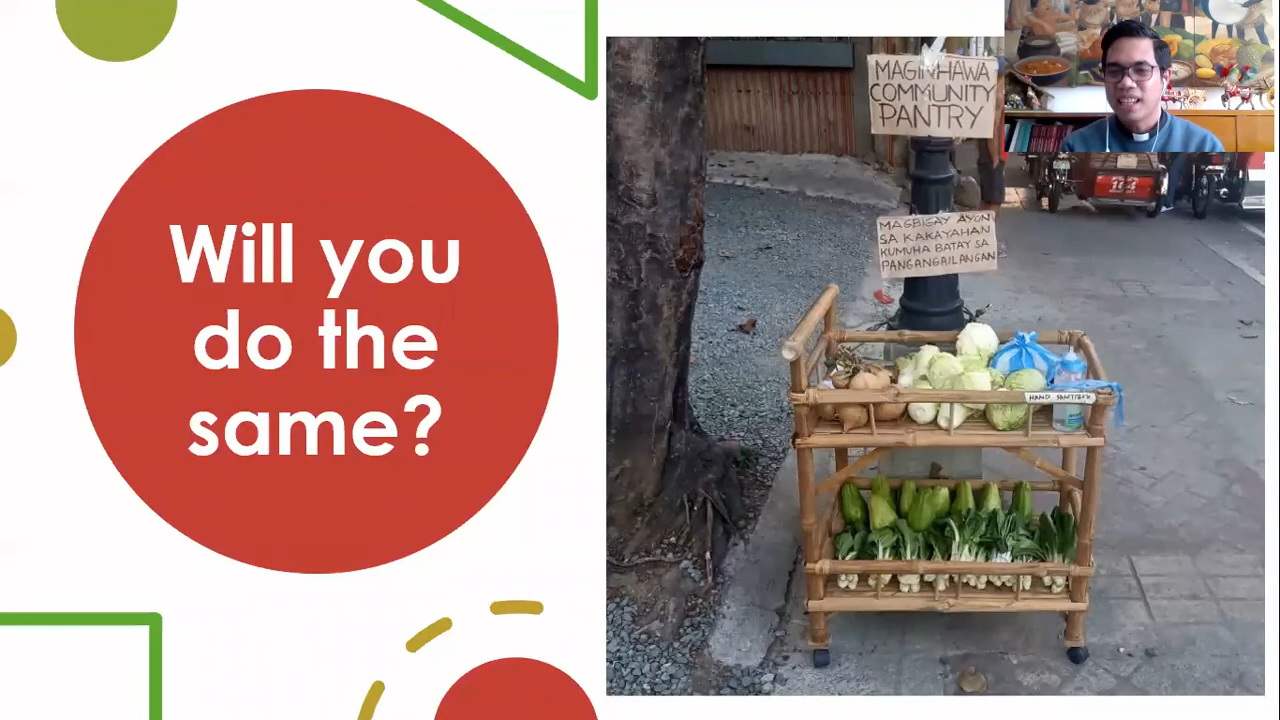 Will you
do the
same?
MAGINHAWA
COMMUNITY
PANTRY
MAGBIGAY AYON
SA KAKAYAHAN
KUMUHA BATAY SA
PANGANGAILANGAN
HAND SANITIZER